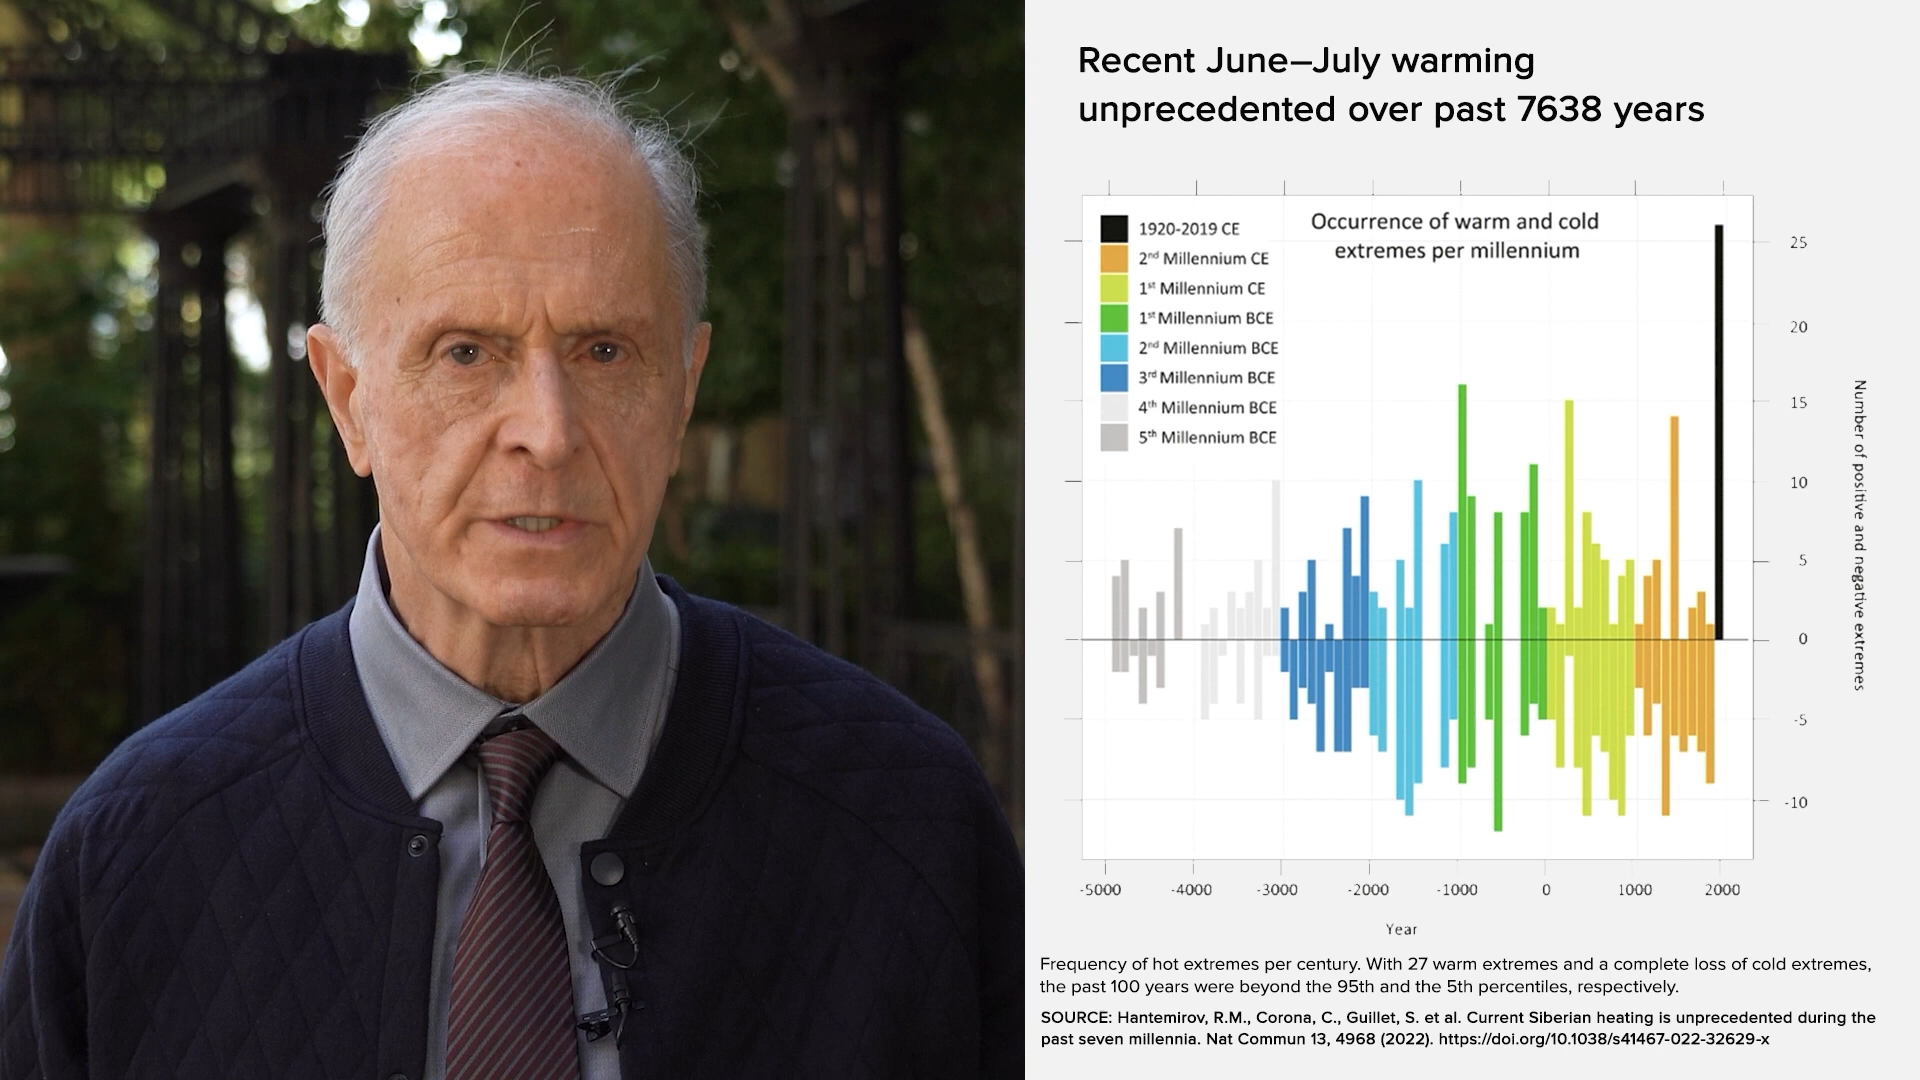 Recent June–July warming
unprecedented over past 7638 years
Occurrence of warm and cold
extremes per millennium
1920-2019 CE
2nd Millennium CE
1st Millennium CE
1st Millennium BCE
2nd Millennium BCE
3rd Millennium BCE
4th Millennium BCE
5th Millennium BCE
25
20
15
10
5
0
-5
-10
Number of positive and negative extremes
-5000 -4000 -3000 -2000 -1000 0 1000 2000
Year
Frequency of hot extremes per century. With 27 warm extremes and a complete loss of cold extremes,
the past 100 years were beyond the 95th and the 5th percentiles, respectively.
SOURCE: Hantemirov, R.M., Corona, C., Guillet, S. et al. Current Siberian heating is unprecedented during the
past seven millennia. Nat Commun 13, 4968 (2022). https://doi.org/10.1038/s41467-022-32629-x